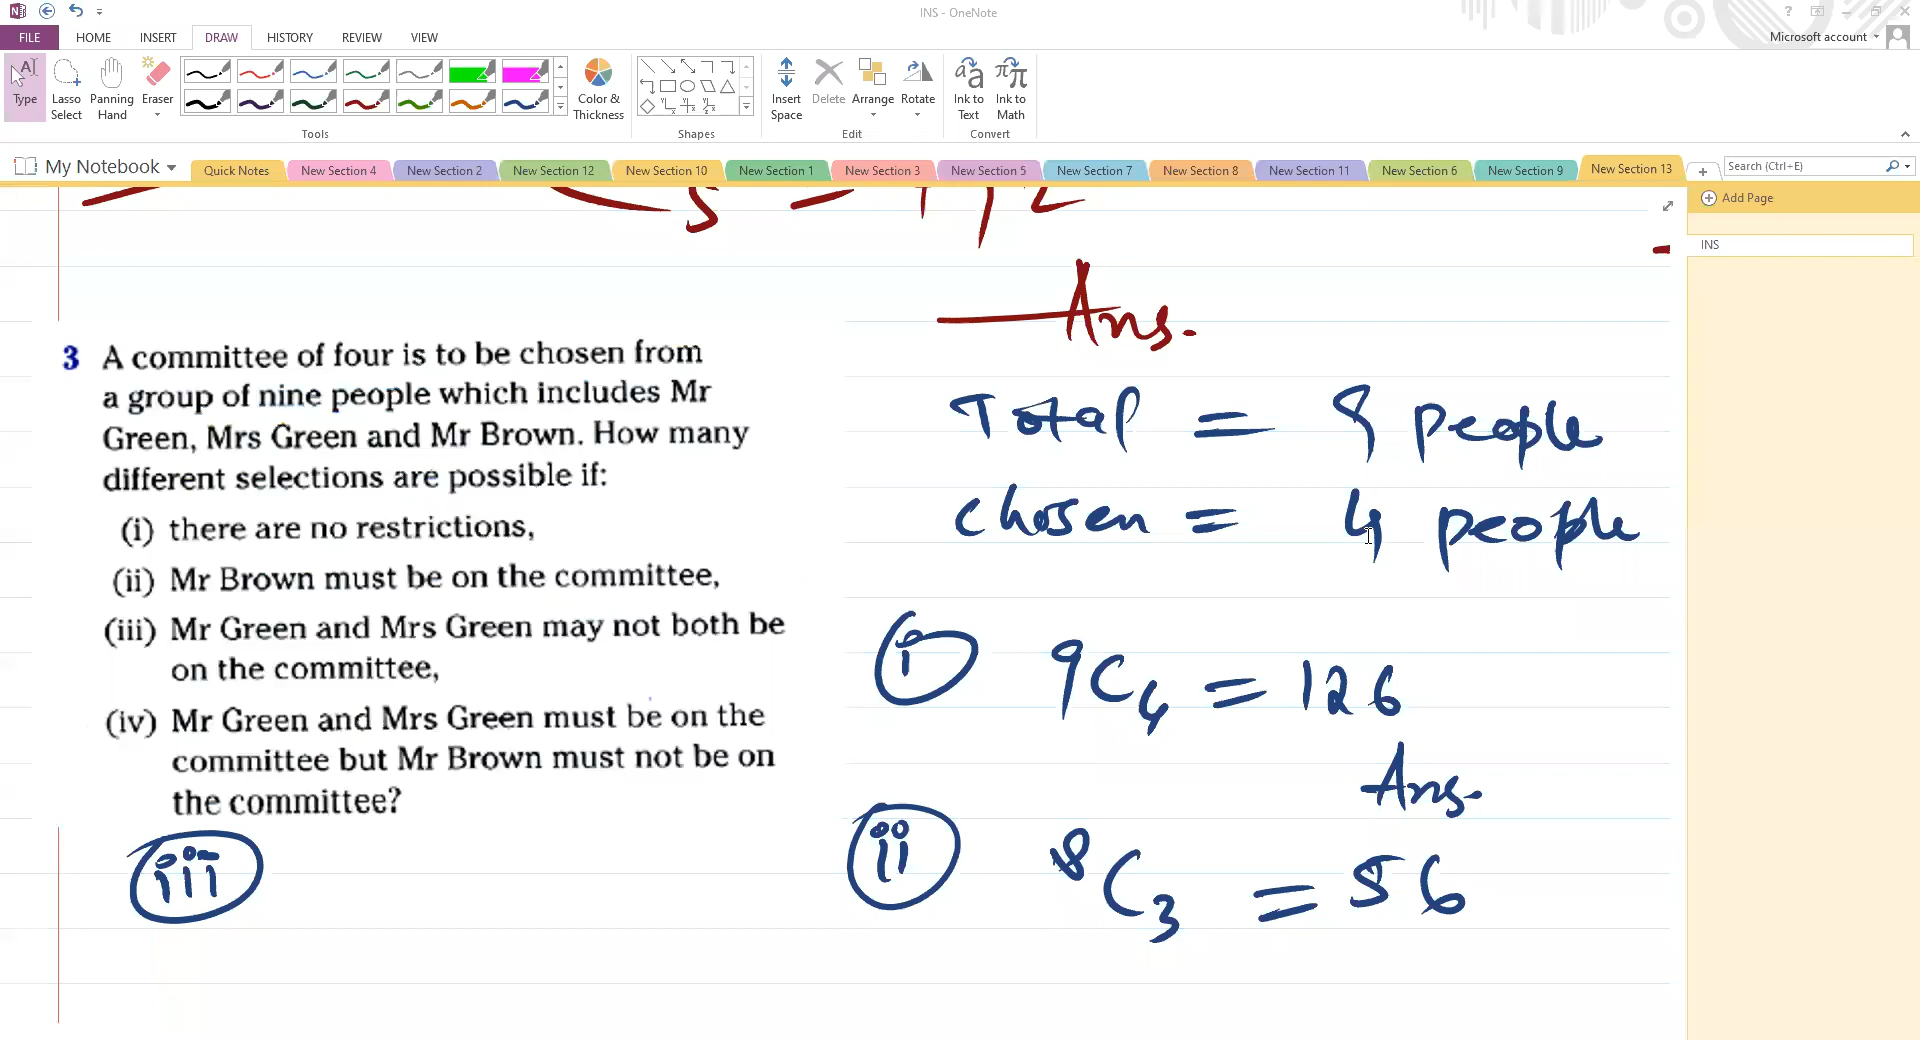 INS - OneNote
FILE HOME INSERT DRAW HISTORY REVIEW VIEW Microsoft account
Type Lasso Select Panning Hand Eraser Color & Thickness Insert Space Delete Arrange Rotate Ink to Text Ink to Math
Tools Shapes Edit Convert
My Notebook Quick Notes New Section 4 New Section 2 New Section 12 New Section 10 New Section 1 New Section 3 New Section 5 New Section 7 New Section 8 New Section 11 New Section 6 New Section 9 New Section 13 Search (Ctrl+E)
Add Page
INS
Ans.
3 A committee of four is to be chosen from
a group of nine people which includes Mr
Green, Mrs Green and Mr Brown. How many
different selections are possible if:
(i) there are no restrictions,
(ii) Mr Brown must be on the committee,
(iii) Mr Green and Mrs Green may not both be
on the committee,
(iv) Mr Green and Mrs Green must be on the
committee but Mr Brown must not be on
the committee?
iii
Total = 9 people
chosen = 4 people
i 9C4 = 126
Ans.
ii 8C3 = 56